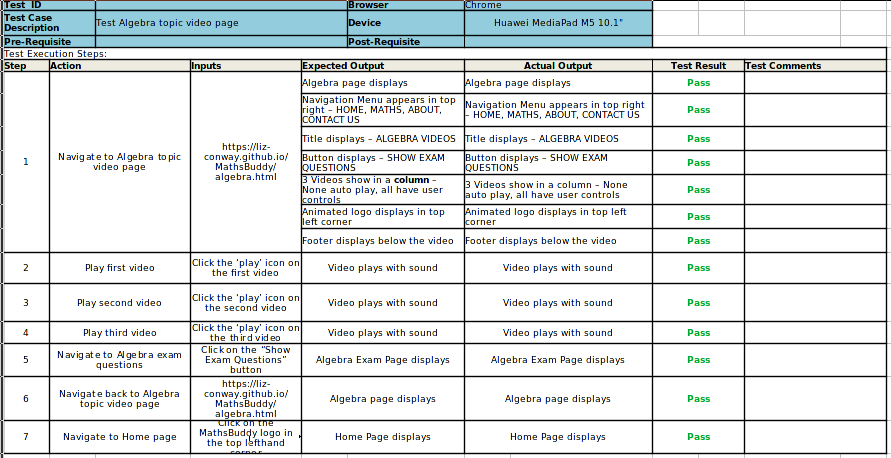 Test ID Browser Chrome
Test Case Description Test Algebra topic video page Device Huawei MediaPad M5 10.1"
Pre-Requisite Post-Requisite
Test Execution Steps:
Step Action Inputs Expected Output Actual Output Test Result Test Comments
1
Navigate to Algebra topic
video page
https://liz-
conway.github.io/
MathsBuddy/
algebra.html
Algebra page displays
Algebra page displays
Pass
Navigation Menu appears in top
right – HOME, MATHS, ABOUT,
CONTACT US
Navigation Menu appears in top right
– HOME, MATHS, ABOUT, CONTACT US
Pass
Title displays – ALGEBRA VIDEOS
Title displays – ALGEBRA VIDEOS
Pass
Button displays – SHOW EXAM
QUESTIONS
Button displays – SHOW EXAM
QUESTIONS
Pass
3 Videos show in a column –
None auto play, all have user
controls
3 Videos show in a column – None
auto play, all have user controls
Pass
Animated logo displays in top
left corner
Animated logo displays in top left
corner
Pass
Footer displays below the video
Footer displays below the video
Pass
2
Play first video
Click the ‘play’ icon on
the first video
Video plays with sound
Video plays with sound
Pass
3
Play second video
Click the ‘play’ icon on
the second video
Video plays with sound
Video plays with sound
Pass
4
Play third video
Click the ‘play’ icon on
the third video
Video plays with sound
Video plays with sound
Pass
5
Navigate to Algebra exam
questions
Click on the “Show
Exam Questions”
button
Algebra Exam Page displays
Algebra Exam Page displays
Pass
6
Navigate back to Algebra
topic video page
https://liz-
conway.github.io/
MathsBuddy/
algebra.html
Algebra page displays
Algebra page displays
Pass
7
Navigate to Home page
Click on the
MathsBuddy logo in
the top lefthand
corner
Home Page displays
Home Page displays
Pass